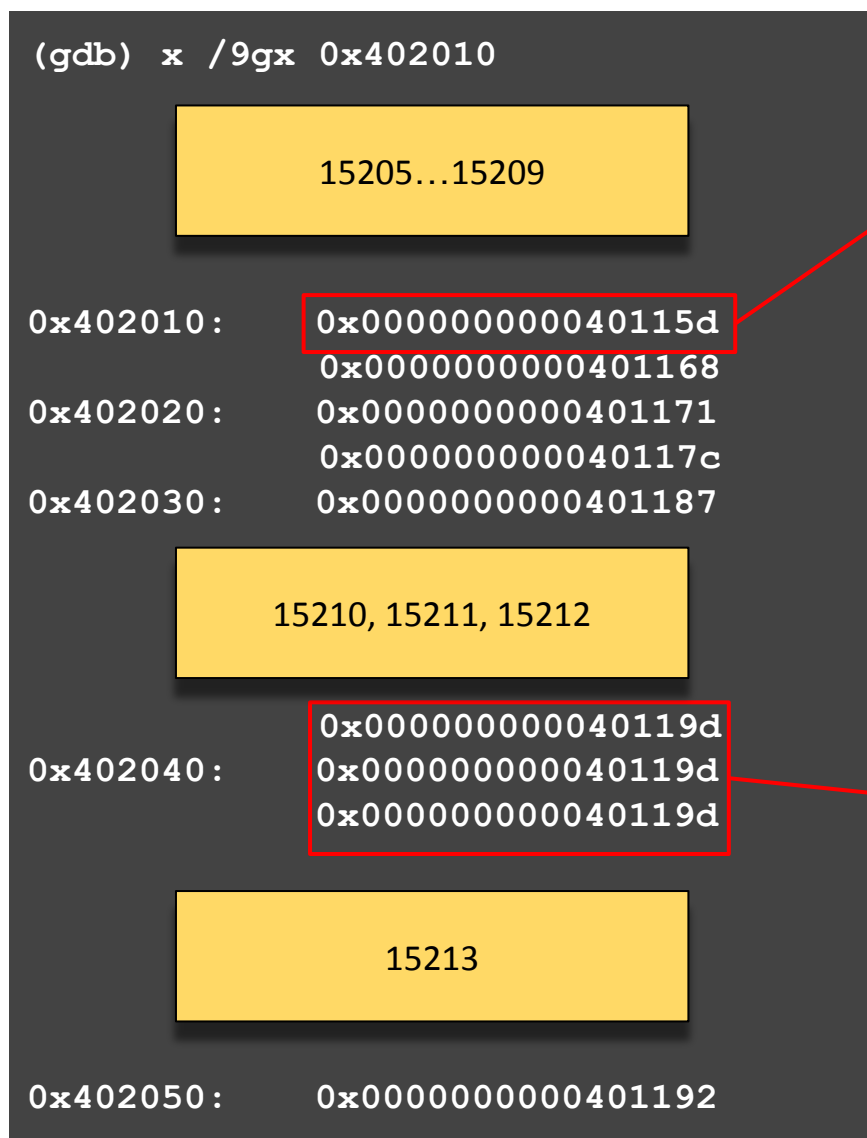 (gdb) x /9gx 0x402010
15205...15209
0x402010: 0x000000000040115d
0x0000000000401168
0x402020: 0x0000000000401171
0x000000000040117c
0x402030: 0x0000000000401187
15210, 15211, 15212
0x000000000040119d
0x402040: 0x000000000040119d
0x000000000040119d
15213
0x402050: 0x0000000000401192